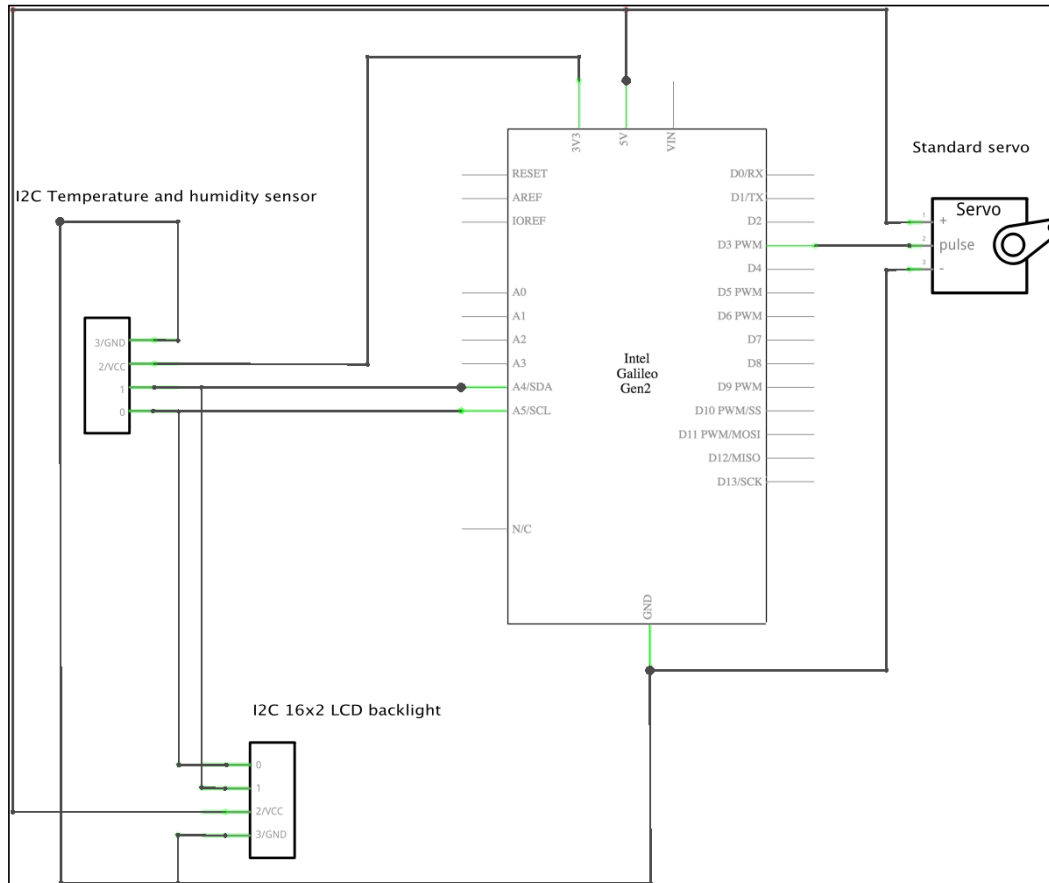 3V3
5V
VIN
RESET
AREF
IOREF
A0
A1
A2
A3
A4/SDA
A5/SCL
N/C
D0/RX
D1/TX
D2
D3 PWM
D4
D5 PWM
D6 PWM
D7
D8
D9 PWM
D10 PWM/SS
D11 PWM/MOSI
D12/MISO
D13/SCK
Intel
Galileo
Gen2
GND
Standard servo
Servo
1
+
2
pulse
3
-
I2C Temperature and humidity sensor
3/GND
2/VCC
1
0
I2C 16x2 LCD backlight
0
1
2/VCC
3/GND